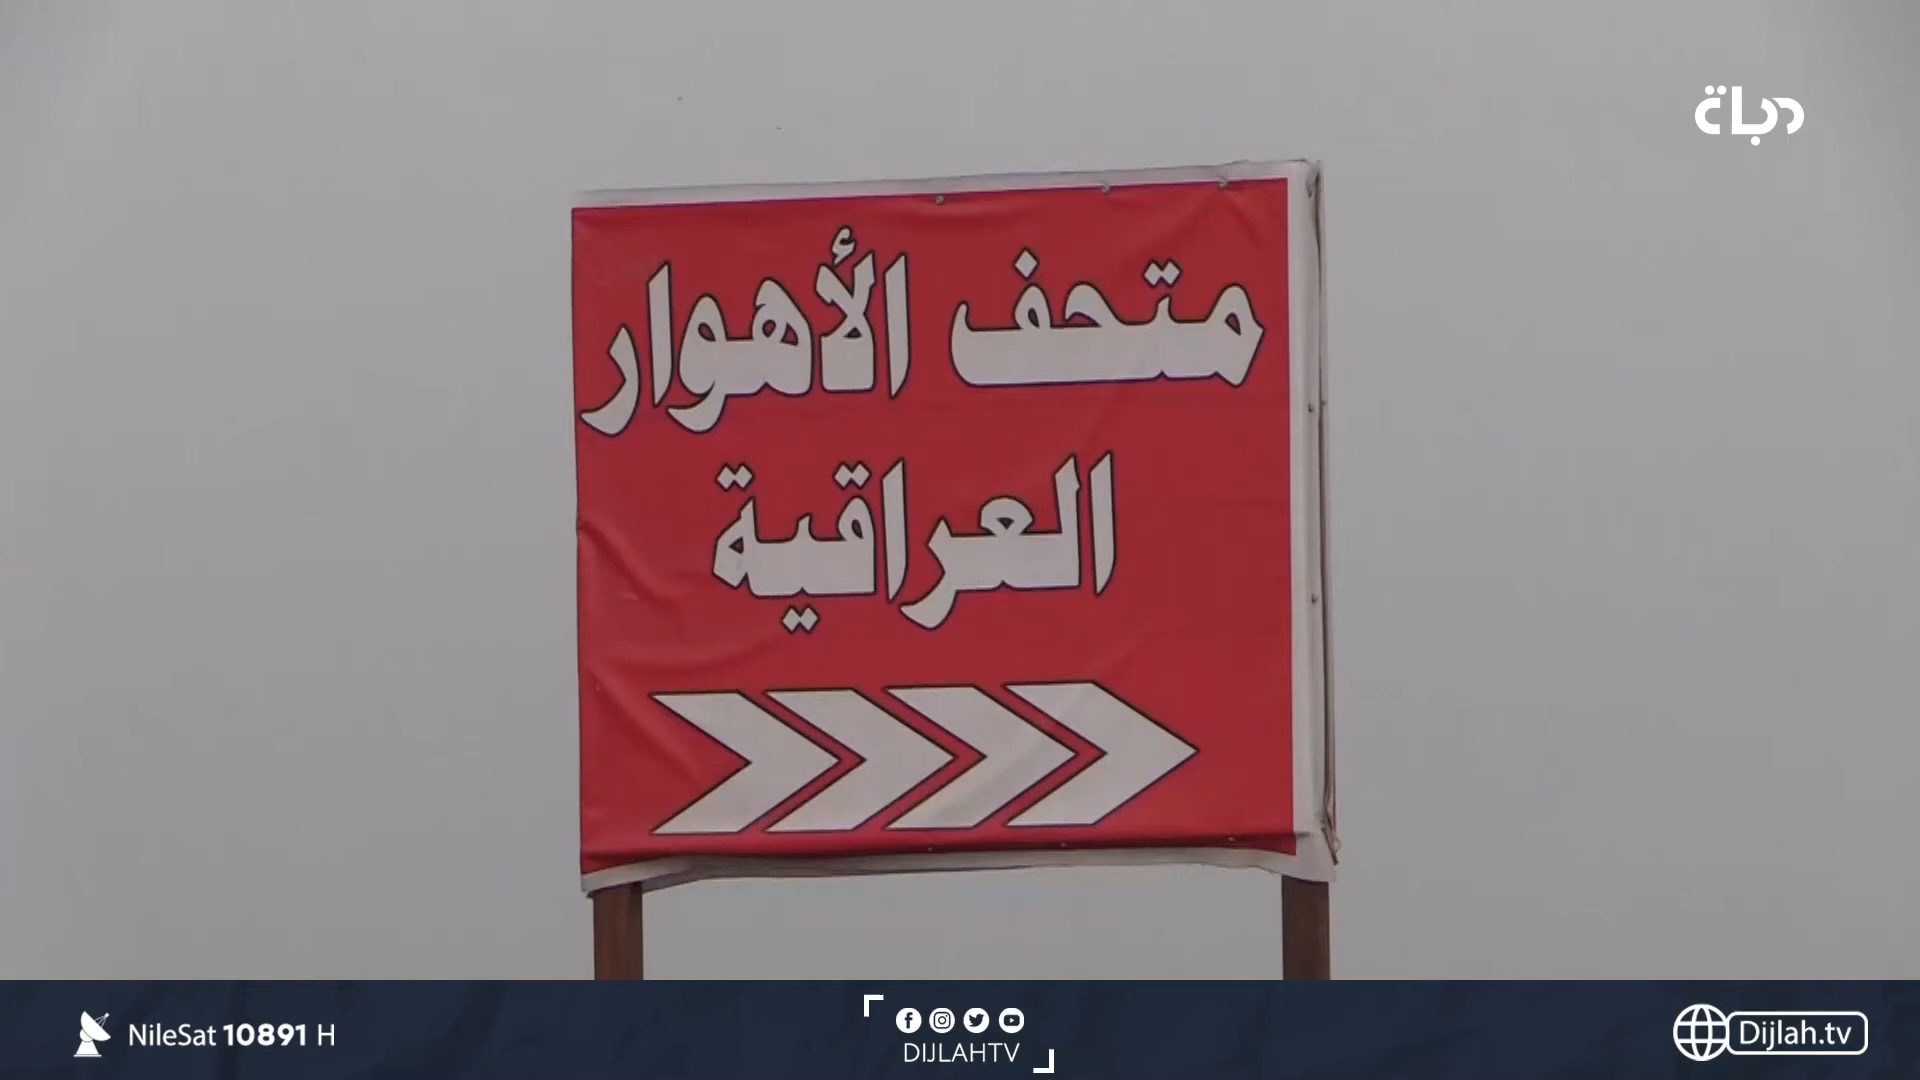 دجلة
متحف الأهوار
العراقية
NileSat 10891 H
DIJLAHTV
Dijlah.tv